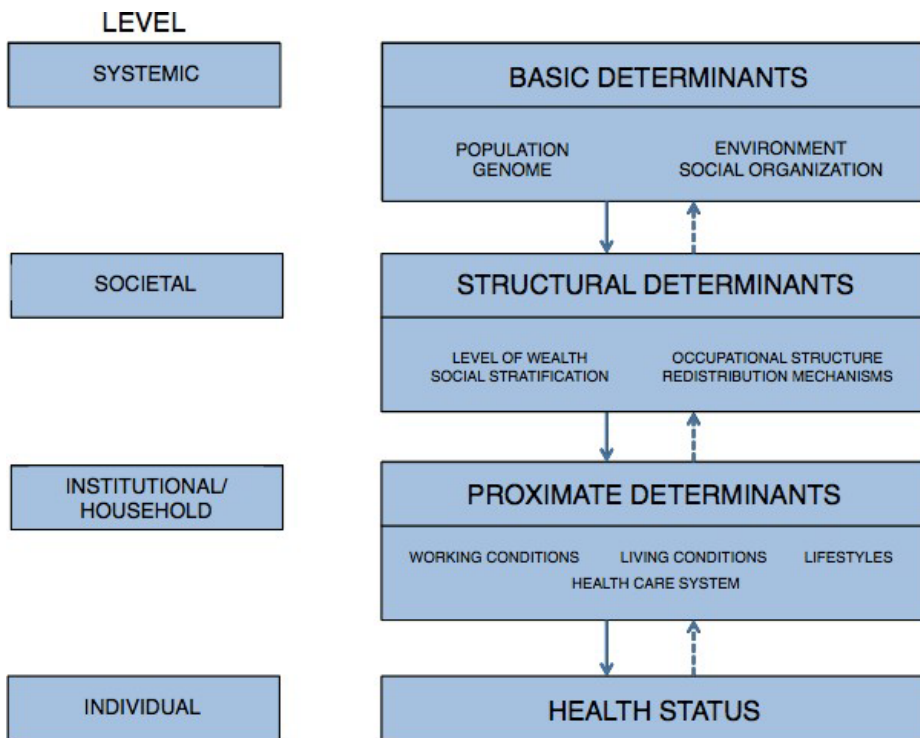 LEVEL
SYSTEMIC
BASIC DETERMINANTS
POPULATION
GENOME
ENVIRONMENT
SOCIAL ORGANIZATION
SOCIETAL
STRUCTURAL DETERMINANTS
LEVEL OF WEALTH
SOCIAL STRATIFICATION
OCCUPATIONAL STRUCTURE
REDISTRIBUTION MECHANISMS
INSTITUTIONAL/
HOUSEHOLD
PROXIMATE DETERMINANTS
WORKING CONDITIONS LIVING CONDITIONS LIFESTYLES
HEALTH CARE SYSTEM
INDIVIDUAL
HEALTH STATUS